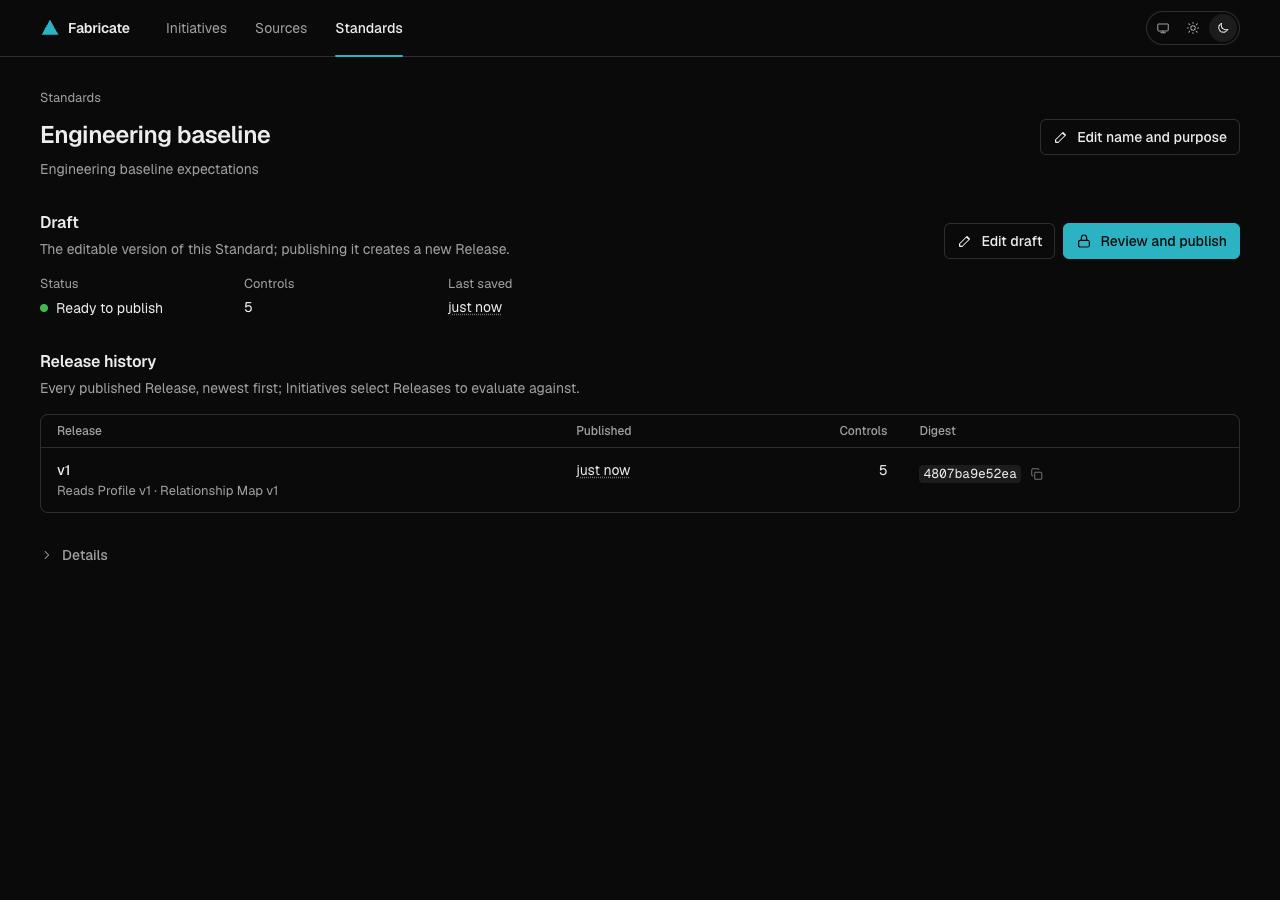 Fabricate Initiatives Sources Standards
Standards
Engineering baseline
Edit name and purpose
Engineering baseline expectations
Draft
The editable version of this Standard; publishing it creates a new Release.
Edit draft Review and publish
Status Controls Last saved
Ready to publish 5 just now
Release history
Every published Release, newest first; Initiatives select Releases to evaluate against.
Release Published Controls Digest
v1 just now 5 4807ba9e52ea
Reads Profile v1 · Relationship Map v1
Details